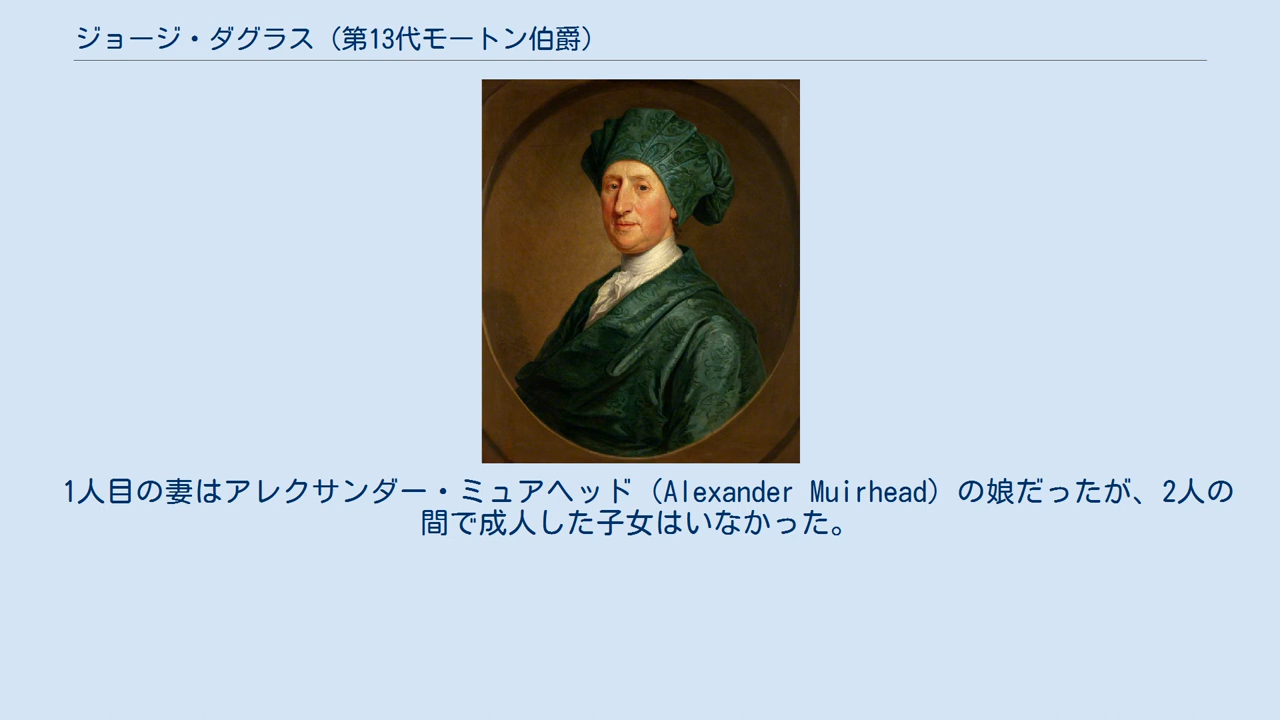 ジョージ・ダグラス（第13代モートン伯爵）
1人目の妻はアレクサンダー・ミュアヘッド（Alexander Muirhead）の娘だったが、2人の
間で成人した子女はいなかった。